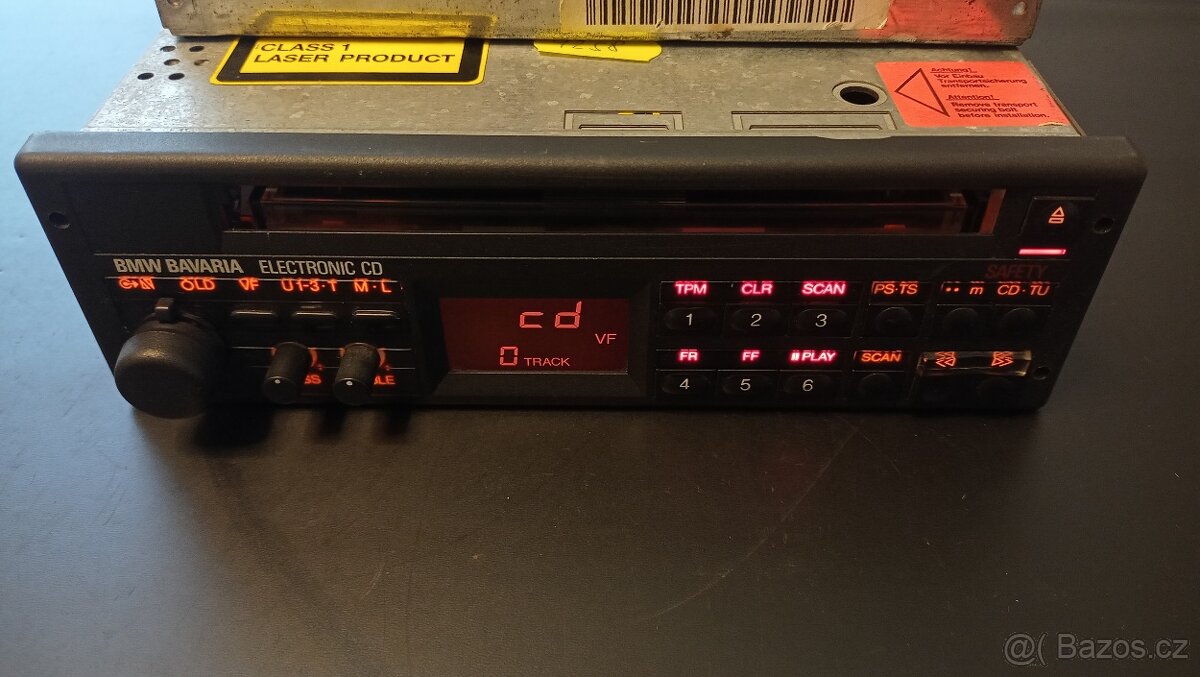 CLASS 1
LASER PRODUCT
Achtung!
Vor Einbau
Transportsicherung
entfernen.
Attention!
Remove transport
securing bolt
before installation.
BMW BAVARIA ELECTRONIC CD
SAFETY
OLD VF U1-3·T M·L
TPM CLR SCAN PS·TS m CD·TU
1 2 3
cd
VF
0 TRACK
FR FF PLAY SCAN
4 5 6
@( Bazos.cz